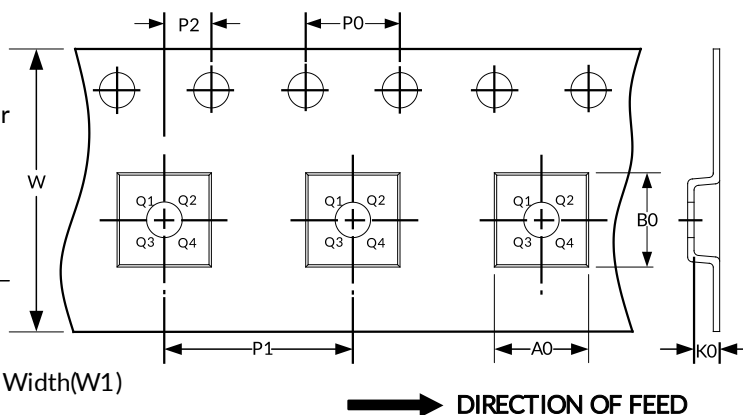 P2
P0
r
W
Q1 Q2
Q3 Q4
Q1 Q2
Q3 Q4
Q1 Q2
Q3 Q4
B0
P1
A0
K0
Width(W1)
DIRECTION OF FEED